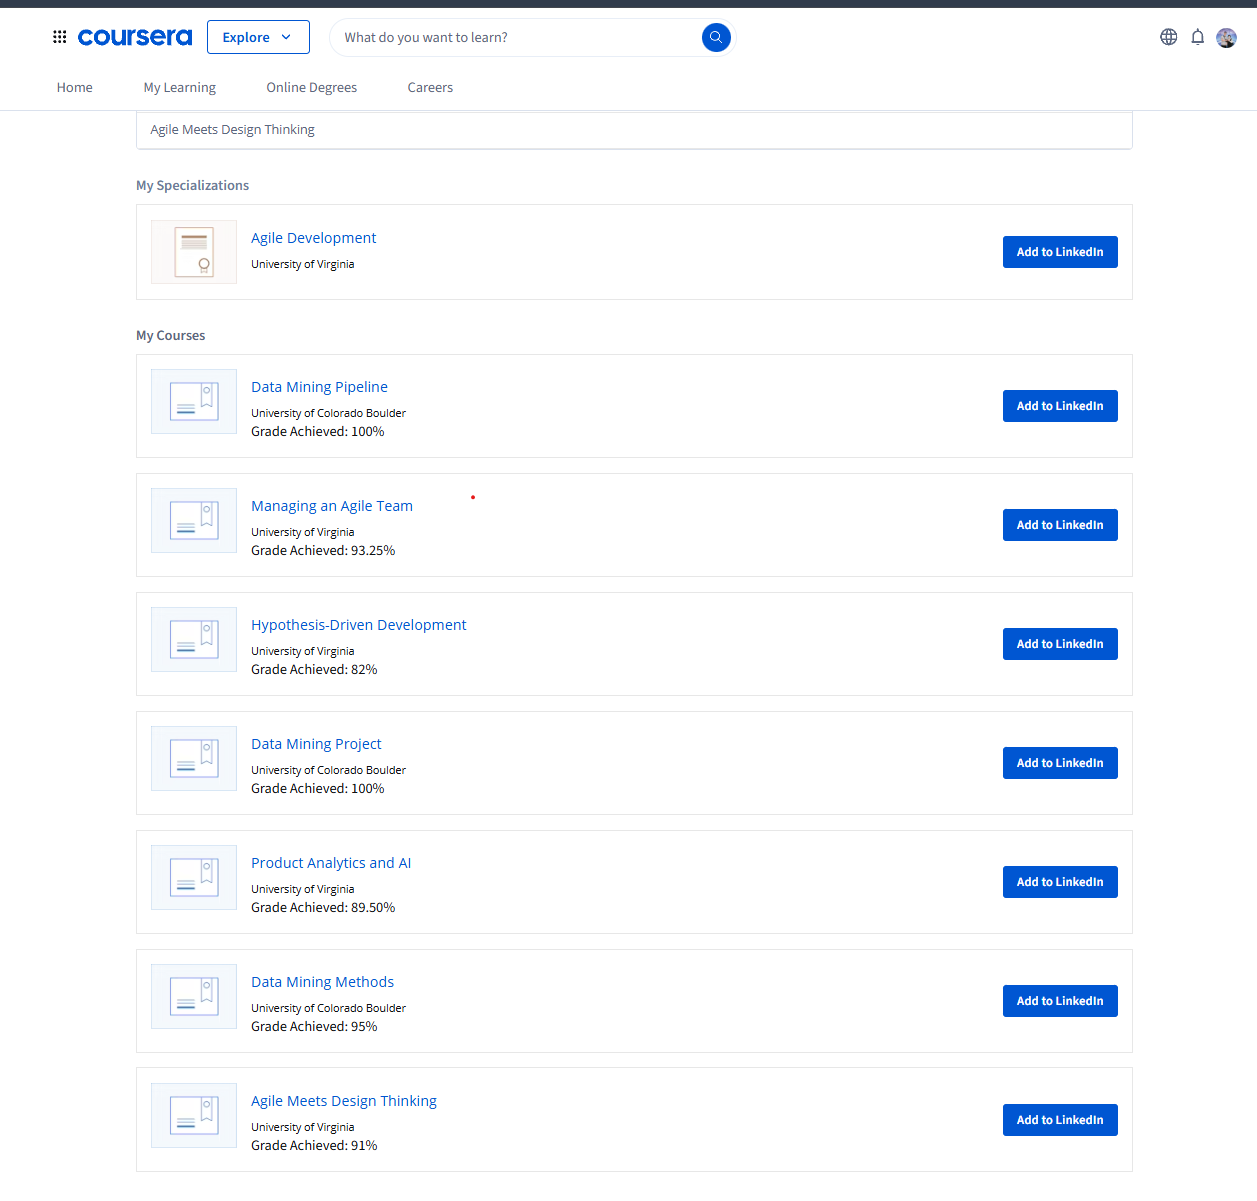 coursera
Explore
What do you want to learn?
Home
My Learning
Online Degrees
Careers
Agile Meets Design Thinking
My Specializations
Agile Development
University of Virginia
Add to LinkedIn
My Courses
Data Mining Pipeline
University of Colorado Boulder
Grade Achieved: 100%
Add to LinkedIn
Managing an Agile Team
University of Virginia
Grade Achieved: 93.25%
Add to LinkedIn
Hypothesis-Driven Development
University of Virginia
Grade Achieved: 82%
Add to LinkedIn
Data Mining Project
University of Colorado Boulder
Grade Achieved: 100%
Add to LinkedIn
Product Analytics and AI
University of Virginia
Grade Achieved: 89.50%
Add to LinkedIn
Data Mining Methods
University of Colorado Boulder
Grade Achieved: 95%
Add to LinkedIn
Agile Meets Design Thinking
University of Virginia
Grade Achieved: 91%
Add to LinkedIn